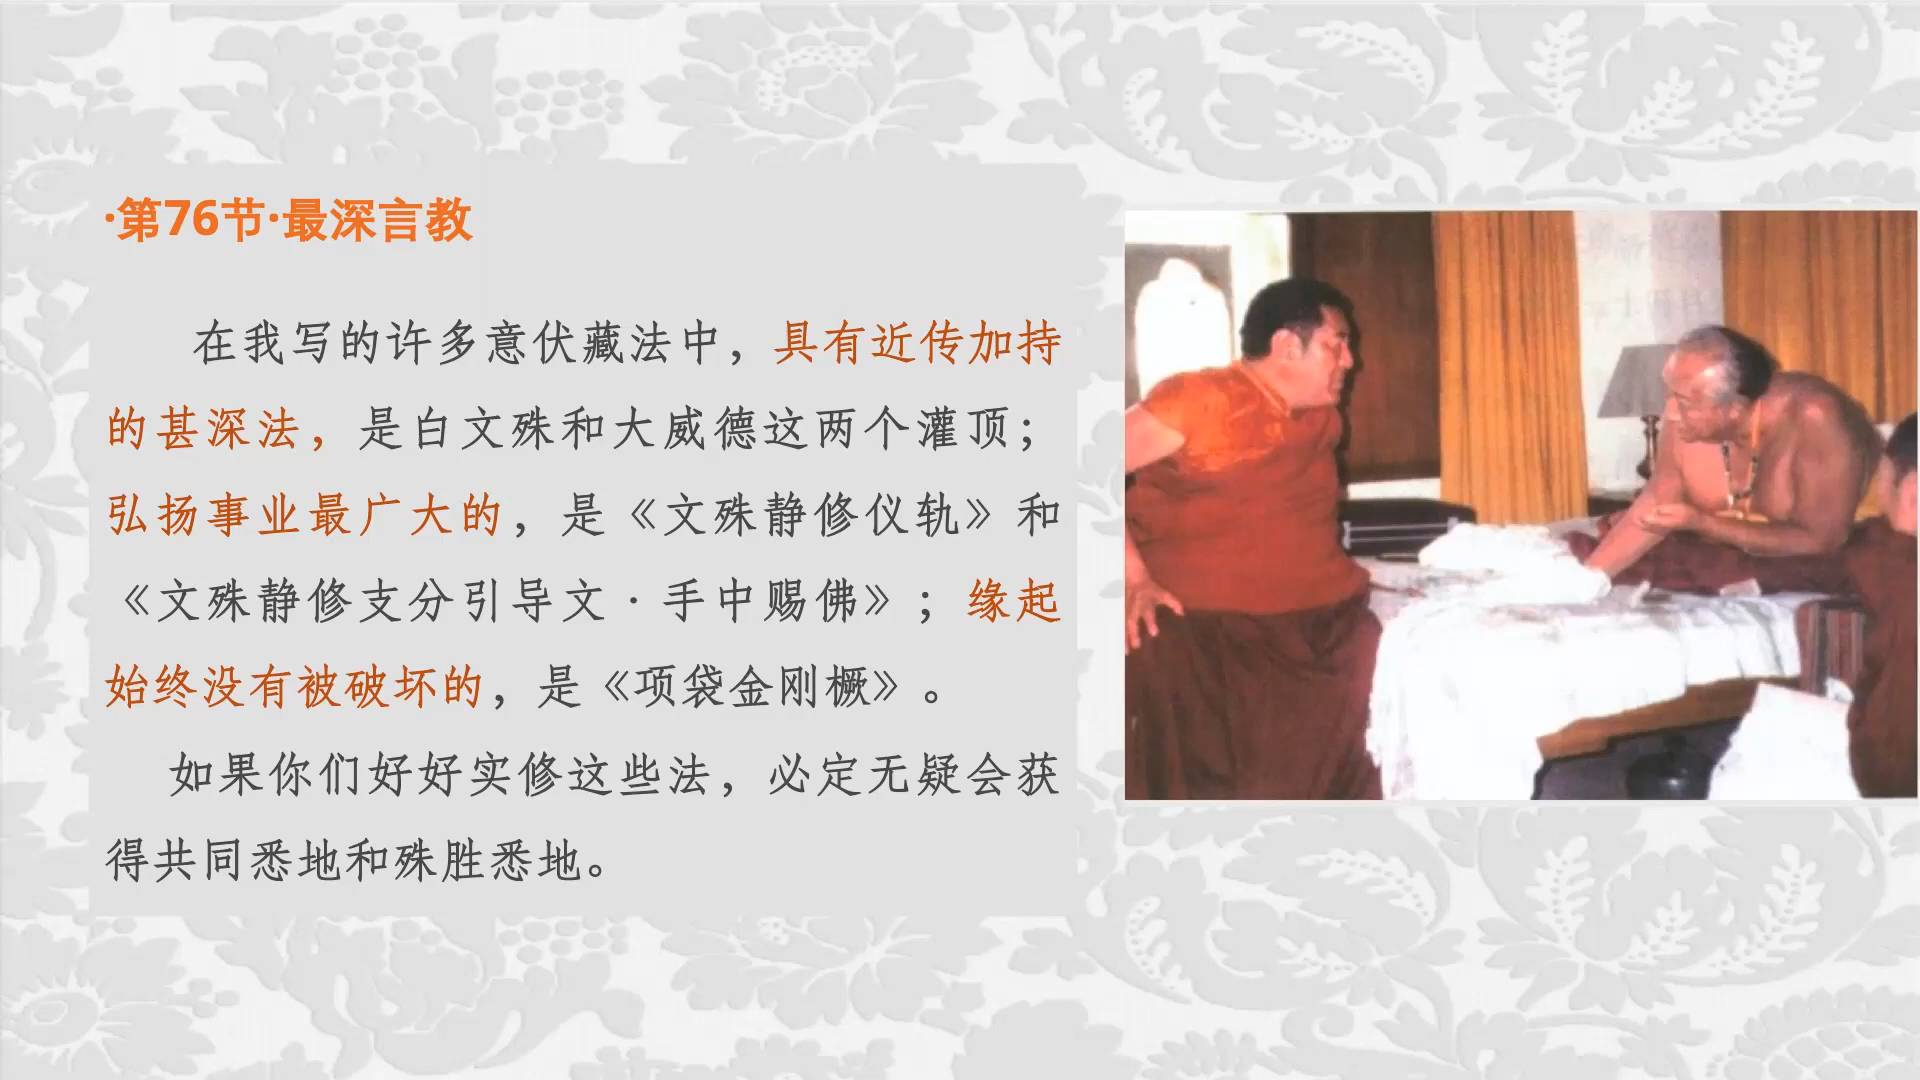 ·第76节·最深言教
在我写的许多意伏藏法中，具有近传加持
的甚深法，是白文殊和大威德这两个灌顶；
弘扬事业最广大的，是《文殊静修仪轨》和
《文殊静修支分引导文·手中赐佛》；缘起
始终没有被破坏的，是《项袋金刚橛》。
如果你们好好实修这些法，必定无疑会获
得共同悉地和殊胜悉地。